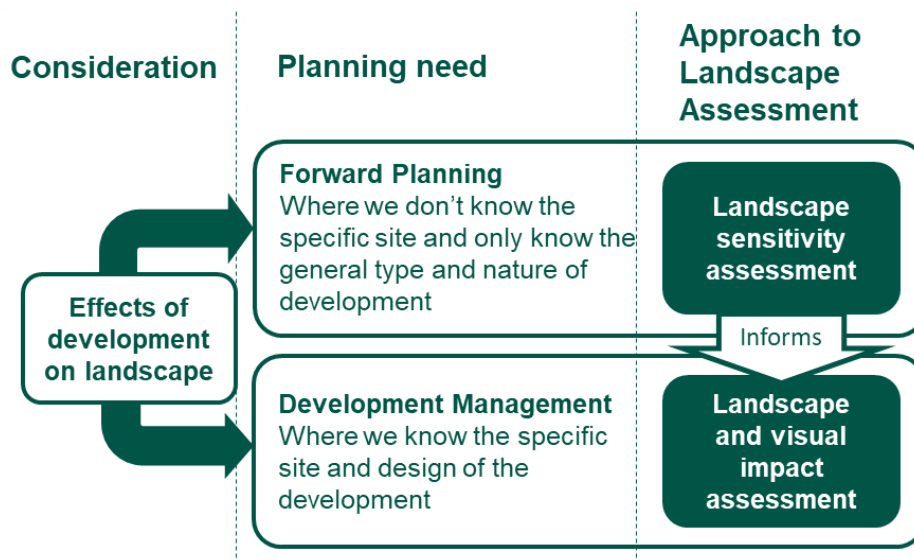 Consideration
Planning need
Approach to
Landscape
Assessment
Effects of
development
on landscape
Forward Planning
Where we don’t know the
specific site and only know the
general type and nature of
development
Landscape
sensitivity
assessment
Informs
Development Management
Where we know the specific
site and design of the
development
Landscape
and visual
impact
assessment